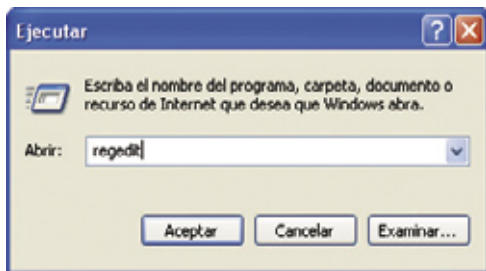 Ejecutar
Escriba el nombre del programa, carpeta, documento o
recurso de Internet que desea que Windows abra.
Abrir: regedit
Aceptar Cancelar Examinar...